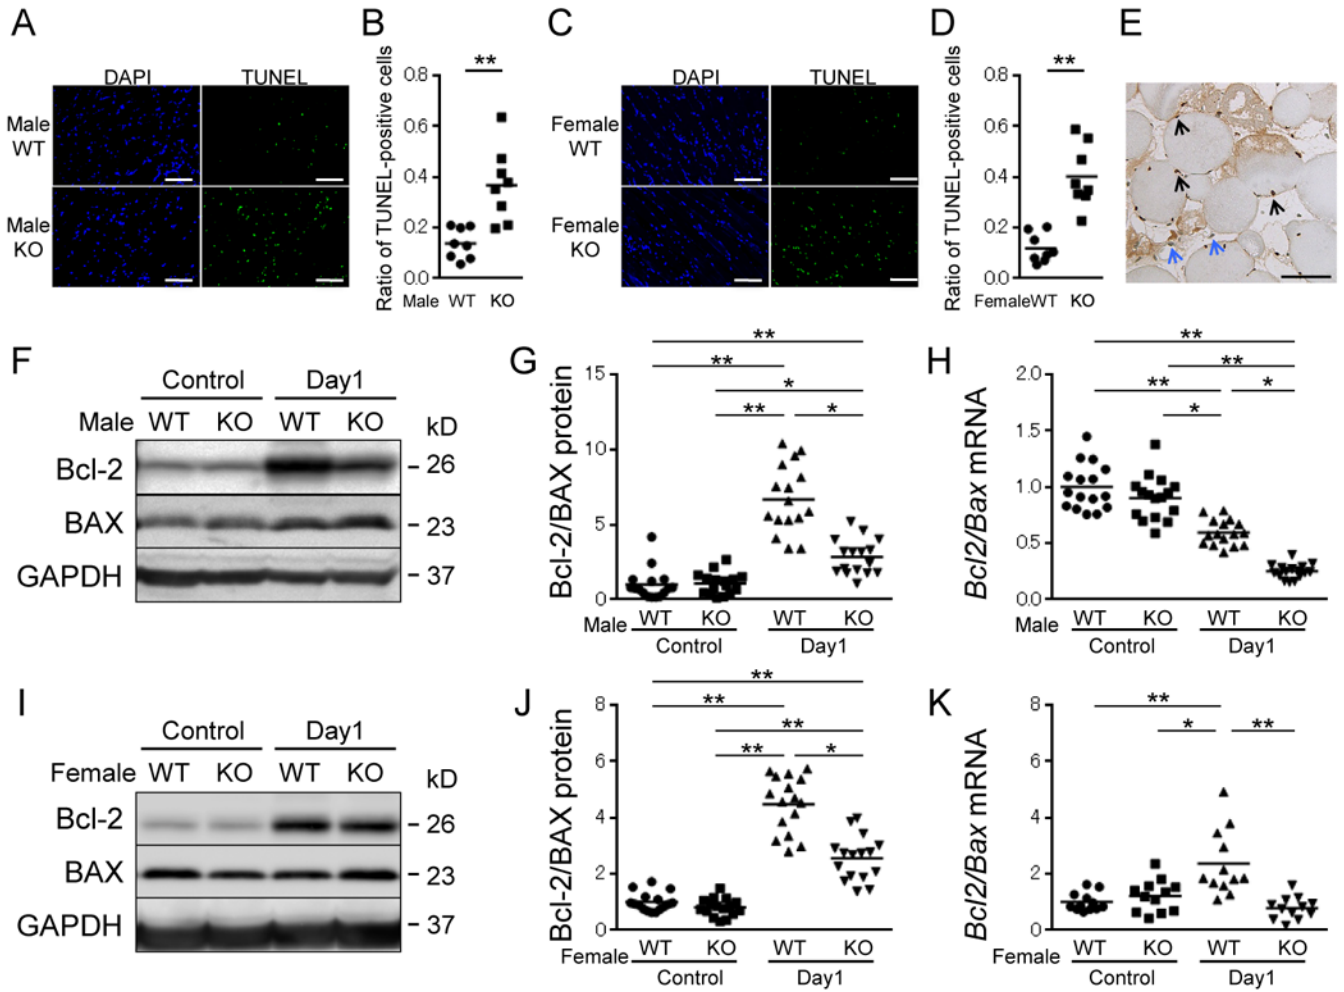 A
B
C
D
E
DAPI TUNEL
Male WT
Male KO
Ratio of TUNEL-positive cells
0.8
0.6
0.4
0.2
0.0
**
Male WT KO
DAPI TUNEL
Female WT
Female KO
Ratio of TUNEL-positive cells
0.8
0.6
0.4
0.2
0.0
**
FemaleWT KO
F
Control Day1
Male WT KO WT KO kD
Bcl-2 - 26
BAX - 23
GAPDH - 37
G
Bcl-2/BAX protein
15
10
5
0
**
**
*
** *
Male WT KO WT KO
Control Day1
H
Bcl2/Bax mRNA
2.0
1.5
1.0
0.5
0.0
**
**
** *
*
Male WT KO WT KO
Control Day1
I
Control Day1
Female WT KO WT KO kD
Bcl-2 - 26
BAX - 23
GAPDH - 37
J
Bcl-2/BAX protein
8
6
4
2
0
**
**
**
** *
Female WT KO WT KO
Control Day1
K
Bcl2/Bax mRNA
8
6
4
2
0
**
* **
Female WT KO WT KO
Control Day1